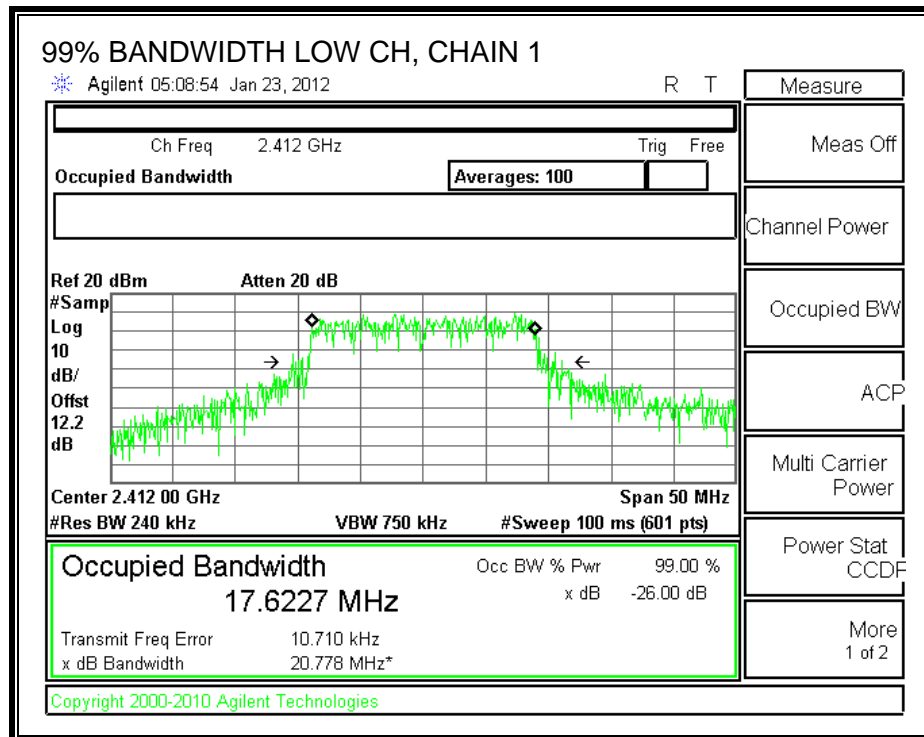 99% BANDWIDTH LOW CH, CHAIN 1
Agilent 05:08:54 Jan 23, 2012 R T
Ch Freq 2.412 GHz Trig Free
Occupied Bandwidth Averages: 100
Ref 20 dBm Atten 20 dB
#Samp
Log
10
dB/
Offst
12.2
dB
Center 2.412 00 GHz Span 50 MHz
#Res BW 240 kHz VBW 750 kHz #Sweep 100 ms (601 pts)
Occupied Bandwidth Occ BW % Pwr 99.00 %
17.6227 MHz x dB -26.00 dB
Transmit Freq Error 10.710 kHz
x dB Bandwidth 20.778 MHz*
Copyright 2000-2010 Agilent Technologies
Measure
Meas Off
Channel Power
Occupied BW
ACP
Multi Carrier
Power
Power Stat
CCDF
More
1 of 2